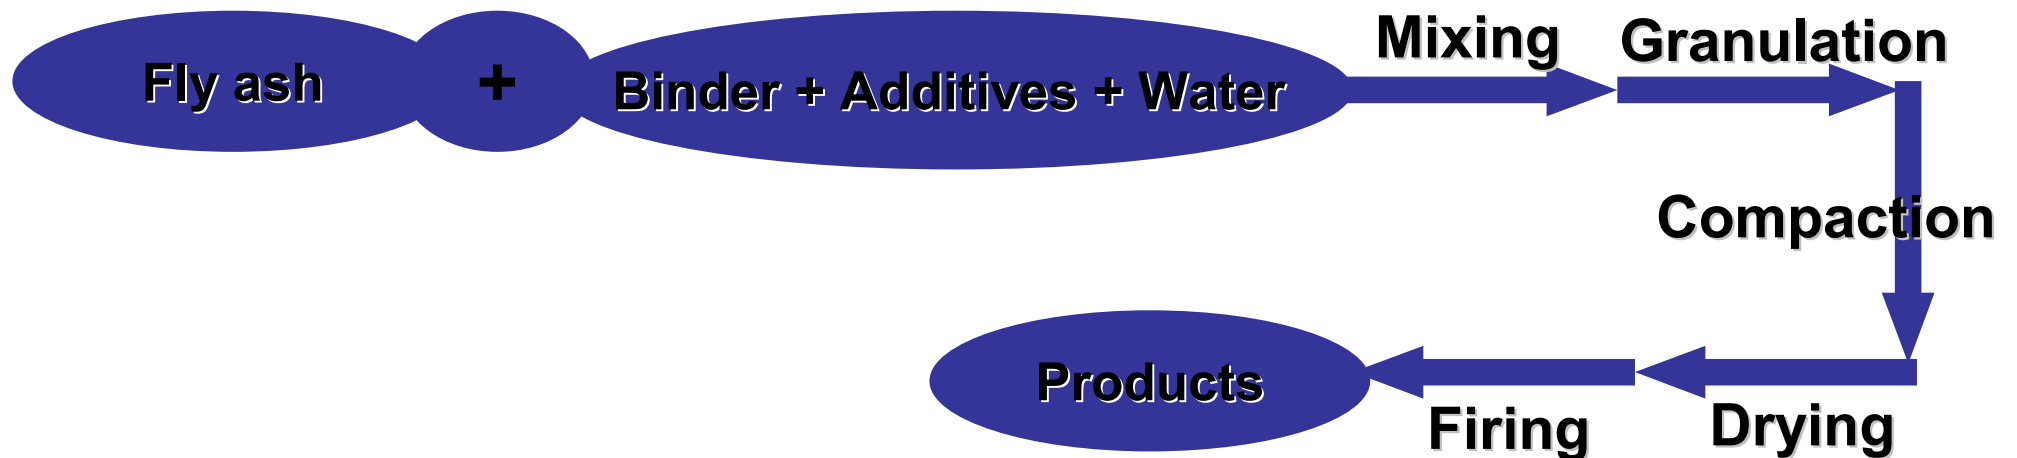 Fly ash
+
Binder + Additives + Water
Mixing
Granulation
Compaction
Drying
Firing
Products